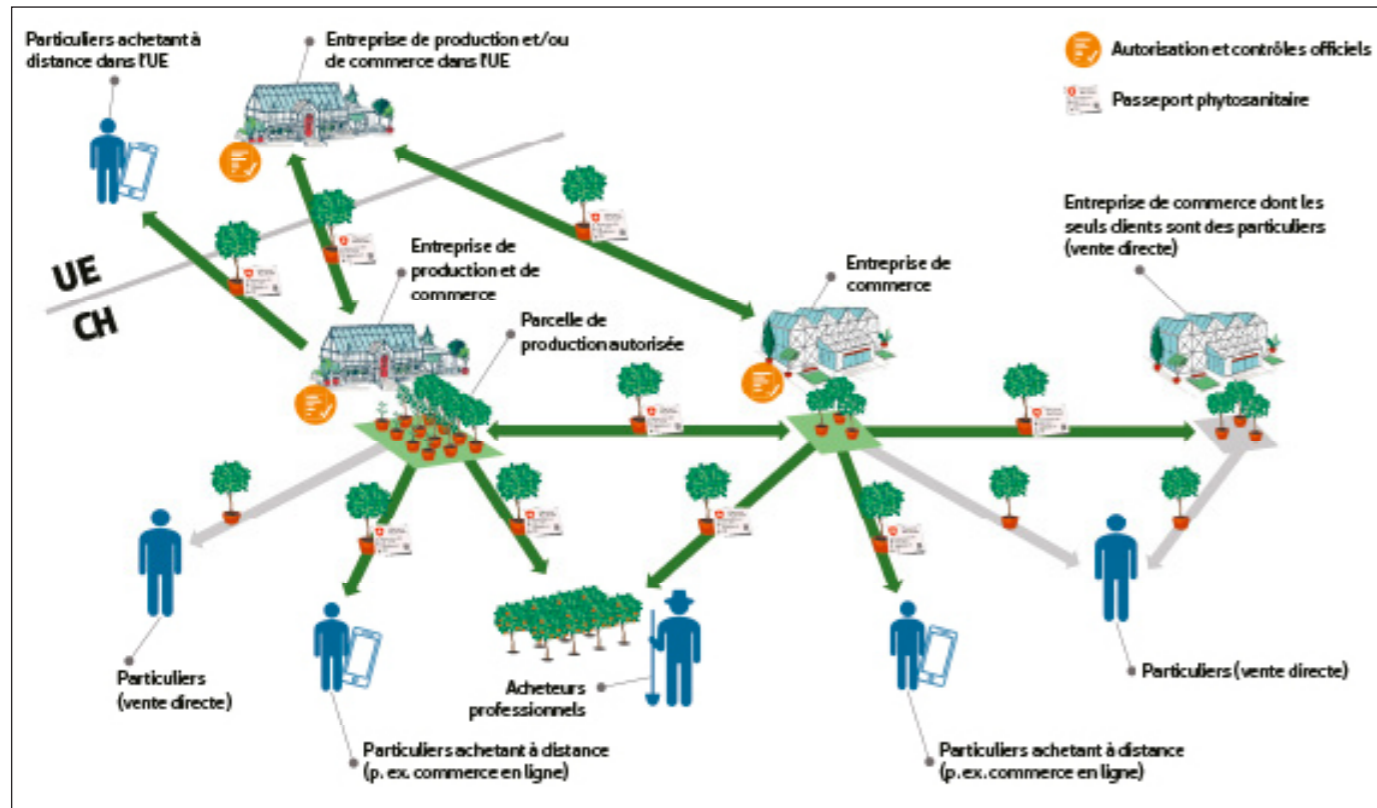 Particuliers achetant à
distance dans l'UE
Entreprise de production et/ou
de commerce dans l'UE
Autorisation et contrôles officiels
Passeport phytosanitaire
Entreprise de commerce dont les
seuls clients sont des particuliers
(vente directe)
Entreprise de
production et de
commerce
Entreprise de
commerce
UE
CH
Parcelle de
production autorisée
Particuliers
(vente directe)
Acheteurs
professionnels
Particuliers (vente directe)
Particuliers achetant à distance
(p. ex. commerce en ligne)
Particuliers achetant à distance
(p. ex. commerce en ligne)